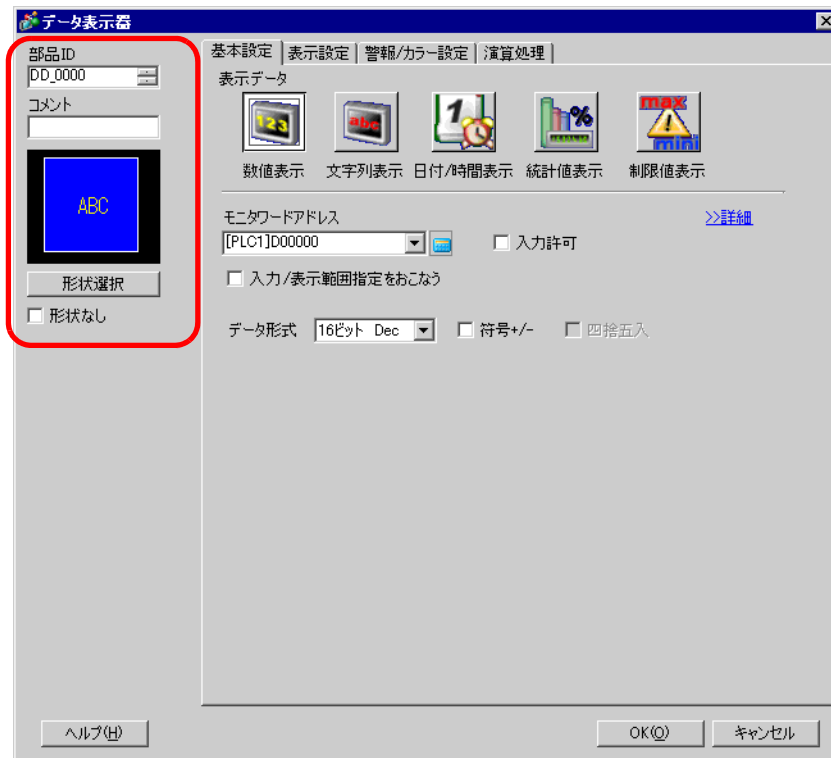 データ表示器
部品ID
DD_0000
コメント
ABC
形状選択
形状なし
基本設定 表示設定 警報/カラー設定 演算処理
表示データ
123 abc 1 % max mini
数値表示 文字列表示 日付/時間表示 統計値表示 制限値表示
モニタワードアドレス >>詳細
[PLC1]D00000 入力許可
入力/表示範囲指定をおこなう
データ形式 16ビット Dec 符号+/- 四捨五入
ヘルプ(H) OK(O) キャンセル